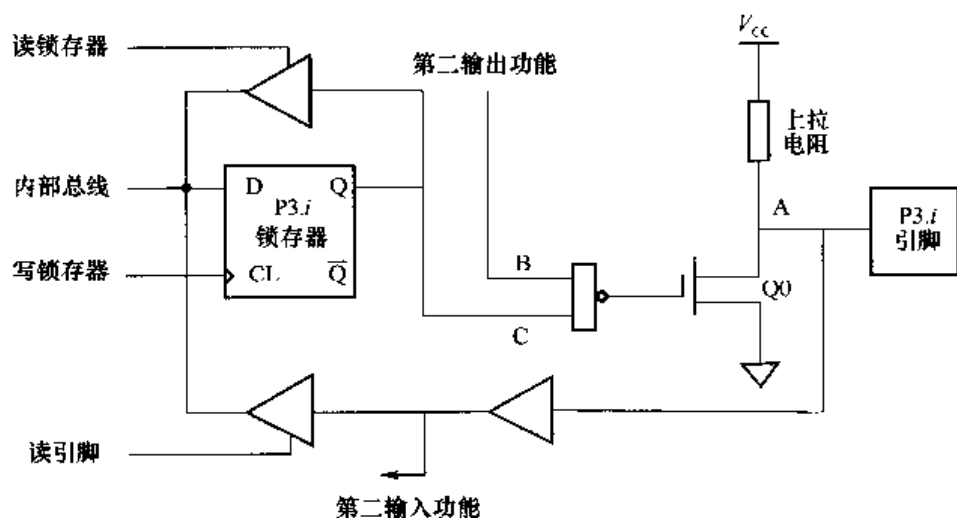 读锁存器
第二输出功能
V_CC
上拉
电阻
内部总线
D
Q
P3.i
锁存器
写锁存器
CL
Q̅
A
P3.i
引脚
B
C
Q0
读引脚
第二输入功能